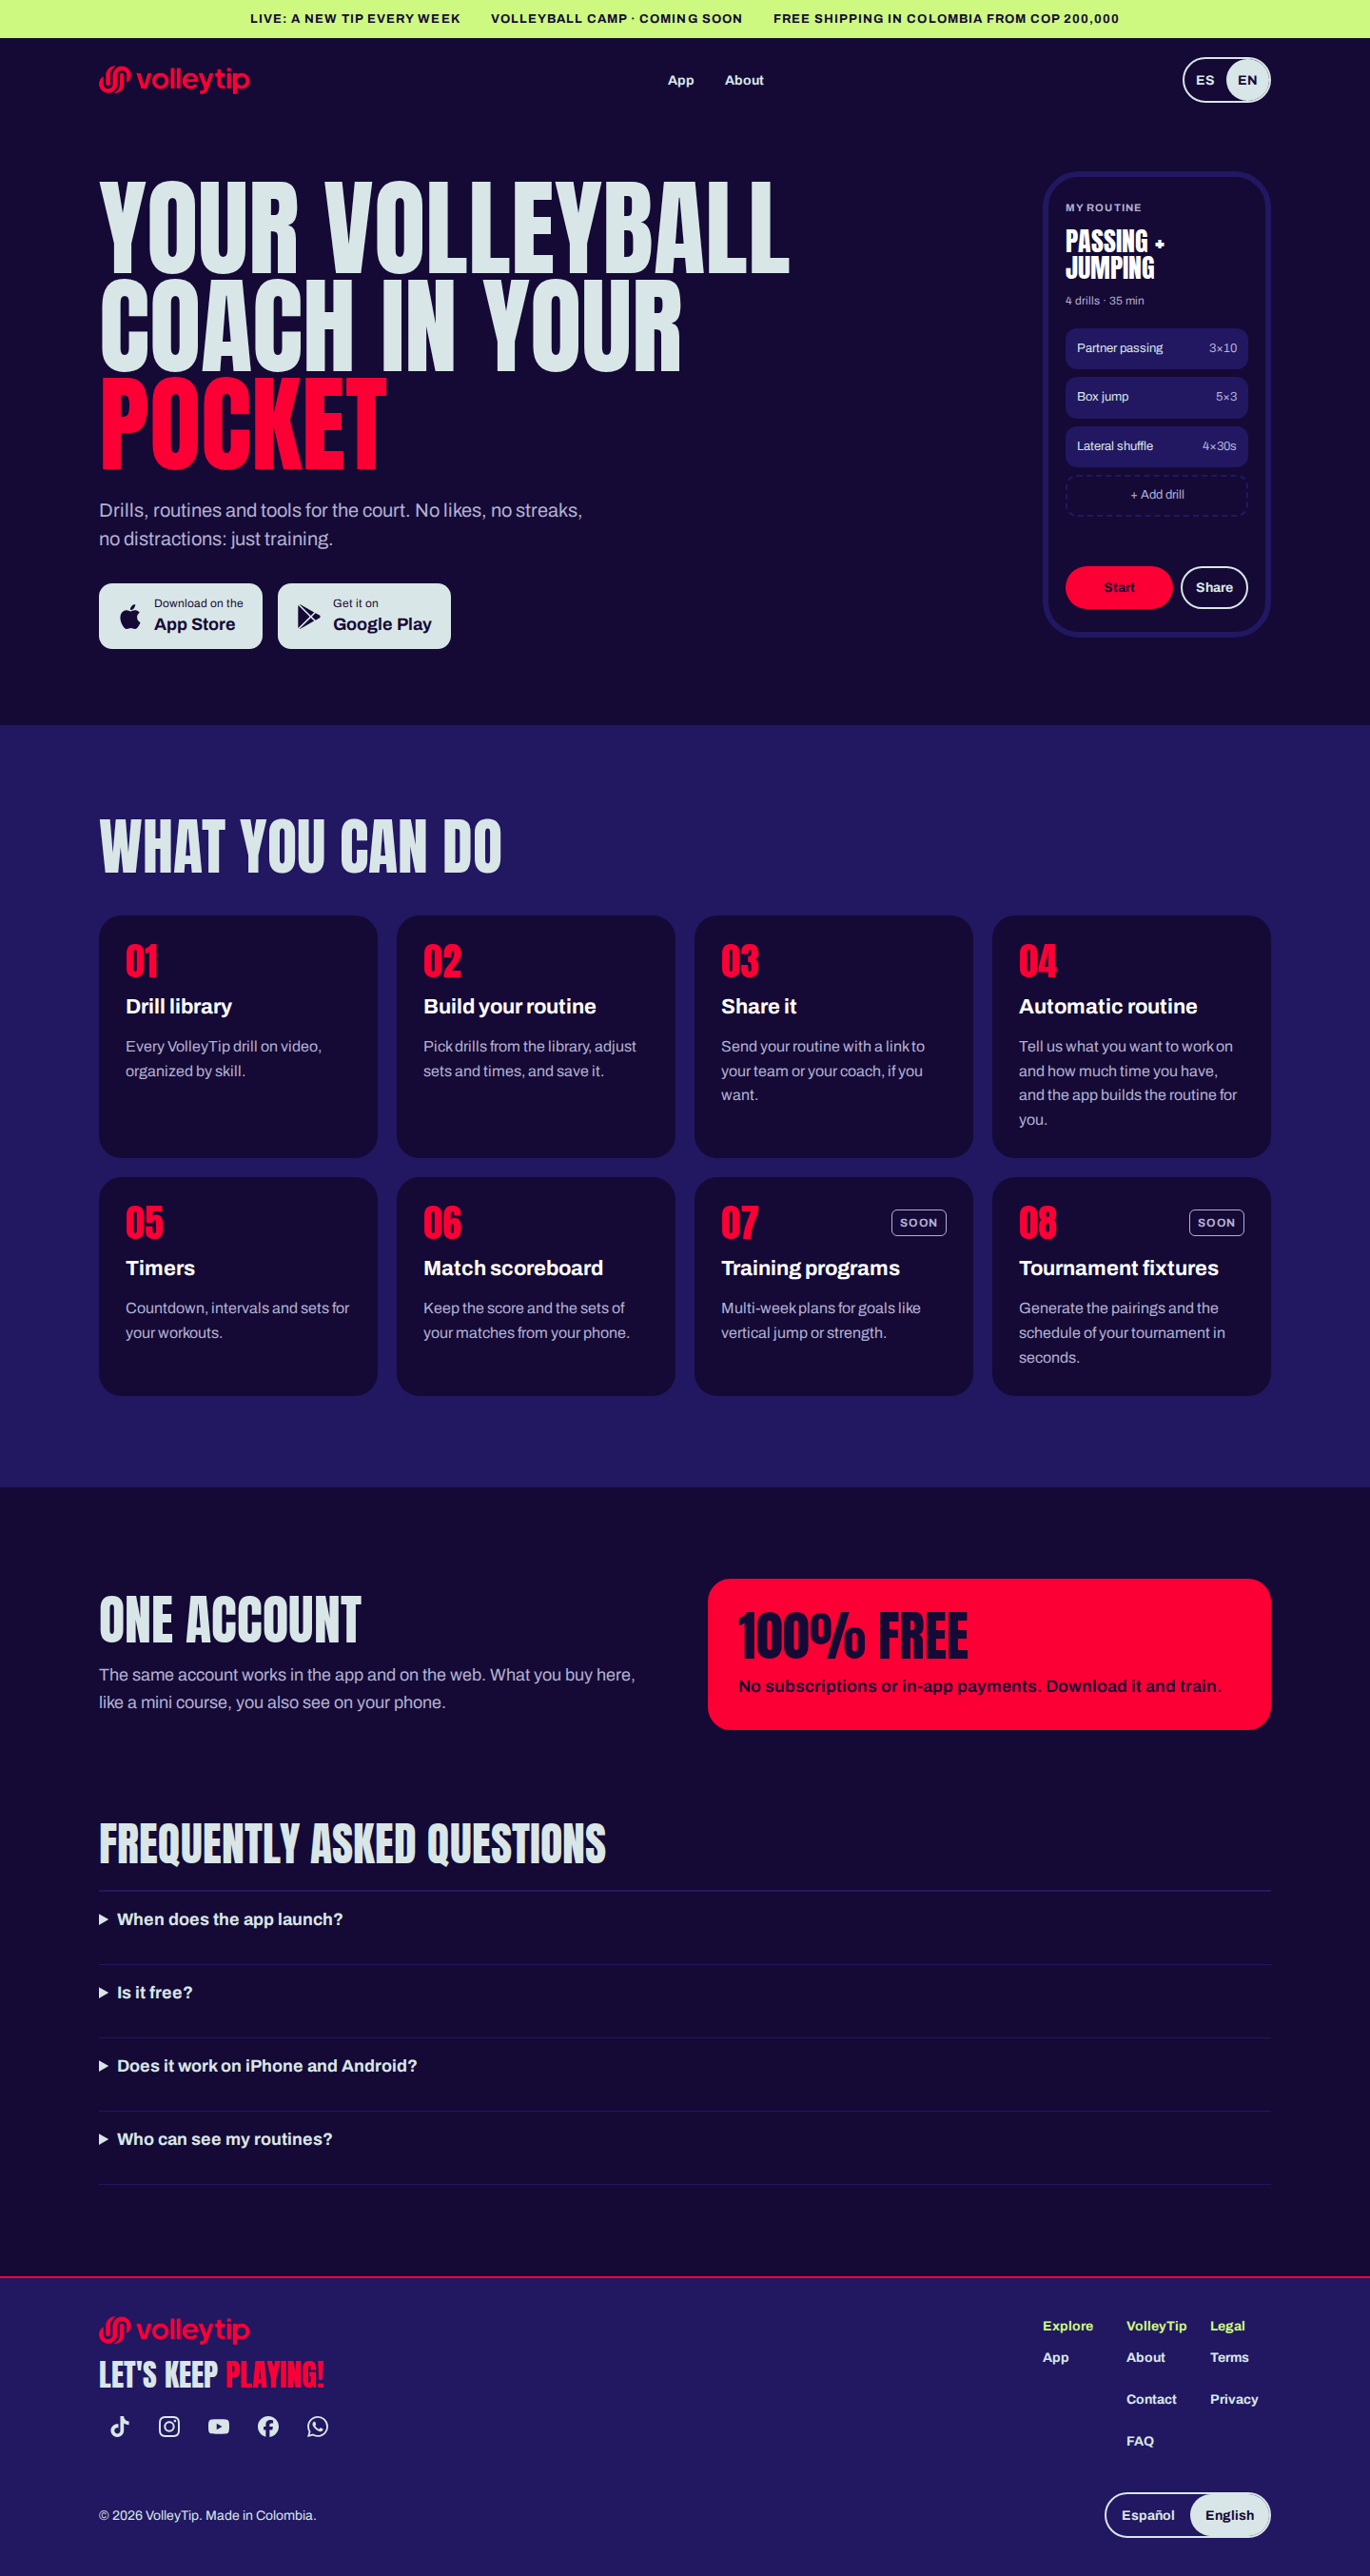 LIVE: A NEW TIP EVERY WEEK VOLLEYBALL CAMP · COMING SOON FREE SHIPPING IN COLOMBIA FROM COP 200,000
volleytip
App About
ES EN
YOUR VOLLEYBALL
COACH IN YOUR
POCKET
Drills, routines and tools for the court. No likes, no streaks,
no distractions: just training.
Download on the
App Store
Get it on
Google Play
MY ROUTINE
PASSING +
JUMPING
4 drills · 35 min
Partner passing 3×10
Box jump 5×3
Lateral shuffle 4×30s
+ Add drill
Start Share
WHAT YOU CAN DO
01
Drill library
Every VolleyTip drill on video,
organized by skill.
02
Build your routine
Pick drills from the library, adjust
sets and times, and save it.
03
Share it
Send your routine with a link to
your team or your coach, if you
want.
04
Automatic routine
Tell us what you want to work on
and how much time you have,
and the app builds the routine for
you.
05
Timers
Countdown, intervals and sets for
your workouts.
06
Match scoreboard
Keep the score and the sets of
your matches from your phone.
07 SOON
Training programs
Multi-week plans for goals like
vertical jump or strength.
08 SOON
Tournament fixtures
Generate the pairings and the
schedule of your tournament in
seconds.
ONE ACCOUNT
The same account works in the app and on the web. What you buy here,
like a mini course, you also see on your phone.
100% FREE
No subscriptions or in-app payments. Download it and train.
FREQUENTLY ASKED QUESTIONS
When does the app launch?
Is it free?
Does it work on iPhone and Android?
Who can see my routines?
volleytip
LET'S KEEP PLAYING!
Explore
App
VolleyTip
About
Contact
FAQ
Legal
Terms
Privacy
© 2026 VolleyTip. Made in Colombia.
Español English